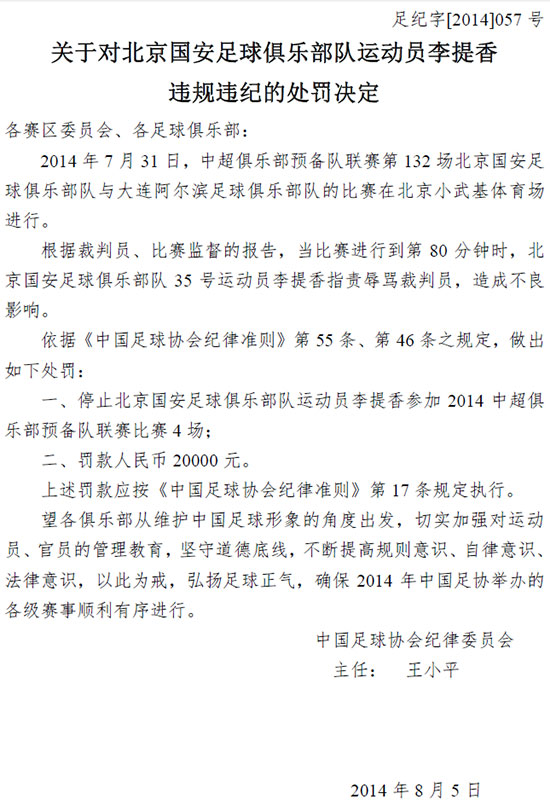 足纪字[2014]057 号
关于对北京国安足球俱乐部队运动员李提香
违规违纪的处罚决定
各赛区委员会、各足球俱乐部：
2014 年 7 月 31 日，中超俱乐部预备队联赛第 132 场北京国安足
球俱乐部队与大连阿尔滨足球俱乐部队的比赛在北京小武基体育场
进行。
根据裁判员、比赛监督的报告，当比赛进行到第 80 分钟时，北
京国安足球俱乐部队 35 号运动员李提香指责辱骂裁判员，造成不良
影响。
依据《中国足球协会纪律准则》第 55 条、第 46 条之规定，做出
如下处罚：
一、停止北京国安足球俱乐部队运动员李提香参加 2014 中超俱
乐部预备队联赛比赛 4 场；
二、罚款人民币 20000 元。
上述罚款应按《中国足球协会纪律准则》第 17 条规定执行。
望各俱乐部从维护中国足球形象的角度出发，切实加强对运动
员、官员的管理教育，坚守道德底线，不断提高规则意识、自律意识、
法律意识，以此为戒，弘扬足球正气，确保 2014 年中国足协举办的
各级赛事顺利有序进行。
中国足球协会纪律委员会
主任： 王小平
2014 年 8 月 5 日